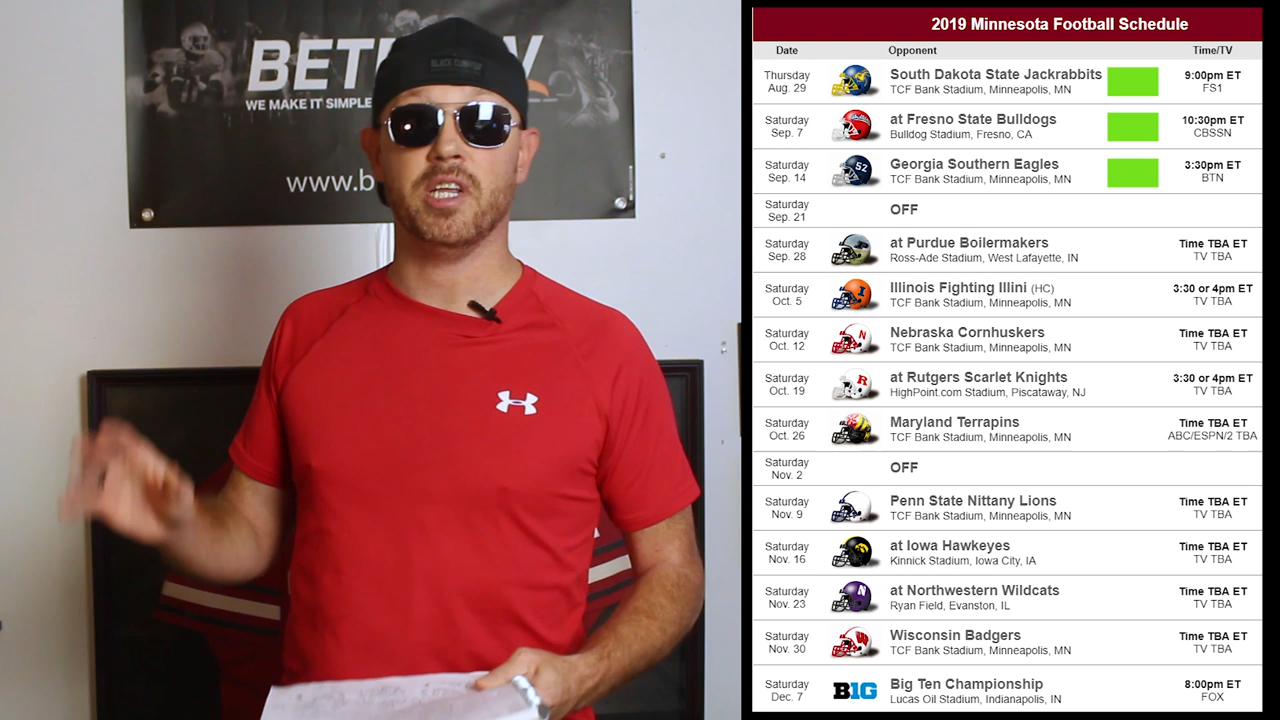 BET
WE MAKE IT SIMPLE
www.b
2019 Minnesota Football Schedule
Date Opponent Time/TV
Thursday South Dakota State Jackrabbits 9:00pm ET
Aug. 29 TCF Bank Stadium, Minneapolis, MN FS1
Saturday at Fresno State Bulldogs 10:30pm ET
Sep. 7 Bulldog Stadium, Fresno, CA CBSSN
Saturday Georgia Southern Eagles 3:30pm ET
Sep. 14 TCF Bank Stadium, Minneapolis, MN BTN
52
Saturday
Sep. 21 OFF
Saturday at Purdue Boilermakers Time TBA ET
Sep. 28 Ross-Ade Stadium, West Lafayette, IN TV TBA
Saturday Illinois Fighting Illini (HC) 3:30 or 4pm ET
Oct. 5 TCF Bank Stadium, Minneapolis, MN TV TBA
I
Saturday Nebraska Cornhuskers Time TBA ET
Oct. 12 TCF Bank Stadium, Minneapolis, MN TV TBA
N
Saturday at Rutgers Scarlet Knights 3:30 or 4pm ET
Oct. 19 HighPoint.com Stadium, Piscataway, NJ TV TBA
R
Saturday Maryland Terrapins Time TBA ET
Oct. 26 TCF Bank Stadium, Minneapolis, MN ABC/ESPN/2 TBA
Saturday
Nov. 2 OFF
Saturday Penn State Nittany Lions Time TBA ET
Nov. 9 TCF Bank Stadium, Minneapolis, MN TV TBA
Saturday at Iowa Hawkeyes Time TBA ET
Nov. 16 Kinnick Stadium, Iowa City, IA TV TBA
Saturday at Northwestern Wildcats Time TBA ET
Nov. 23 Ryan Field, Evanston, IL TV TBA
N
Saturday Wisconsin Badgers Time TBA ET
Nov. 30 TCF Bank Stadium, Minneapolis, MN TV TBA
W
Saturday Big Ten Championship 8:00pm ET
Dec. 7 Lucas Oil Stadium, Indianapolis, IN FOX
B1G